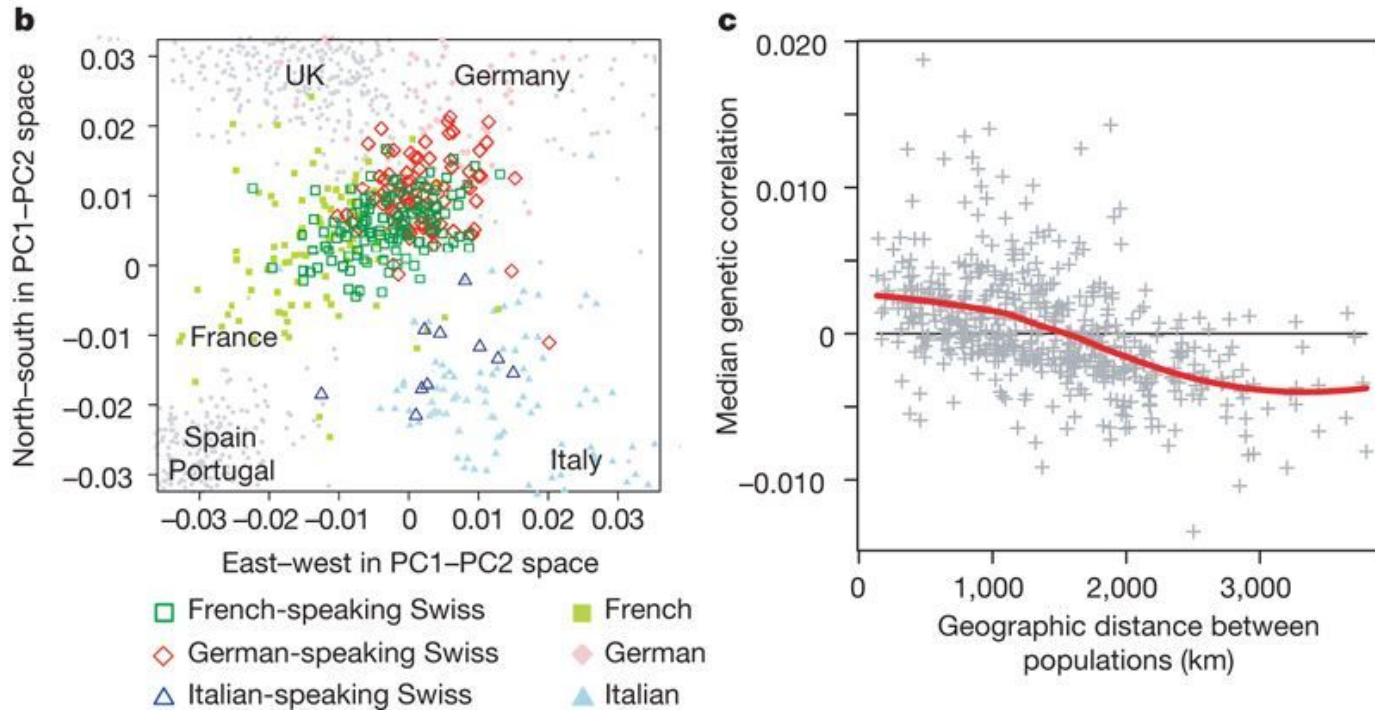 b
North–south in PC1–PC2 space
0.03
0.02
0.01
0
–0.01
–0.02
–0.03
UK
Germany
France
Spain
Portugal
Italy
–0.03 –0.02 –0.01 0 0.01 0.02 0.03
East–west in PC1–PC2 space
French-speaking Swiss
German-speaking Swiss
Italian-speaking Swiss
French
German
Italian
c
Median genetic correlation
0.020
0.010
0
–0.010
0 1,000 2,000 3,000
Geographic distance between
populations (km)